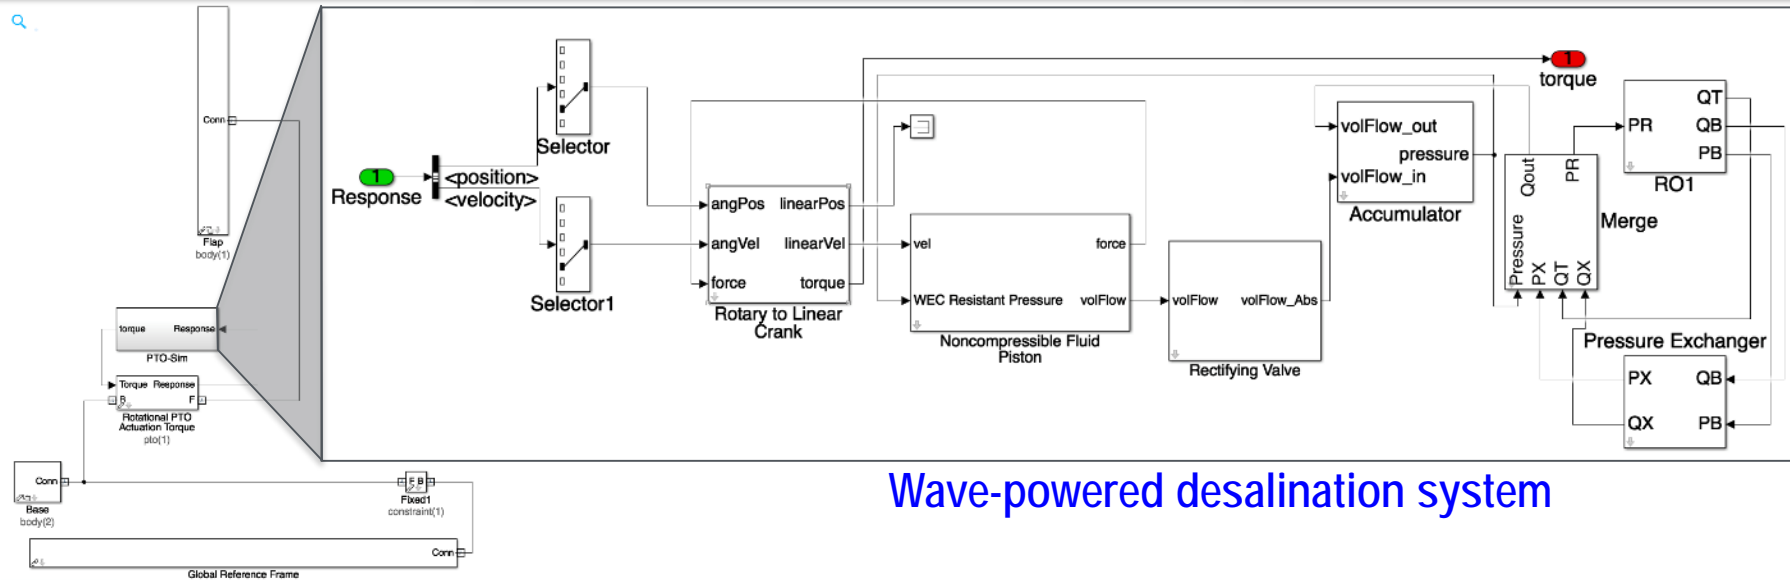 Conn
Flap
body(1)
torque Response
PTO-Sim
Torque Response
B F
Rotational PTO
Actuation Torque
pto(1)
Conn
Base
body(2)
F B
Fixed1
constraint(1)
Conn
Global Reference Frame
1
Response
<position>
<velocity>
Selector
Selector1
angPos linearPos
angVel linearVel
force torque
Rotary to Linear
Crank
vel force
WEC Resistant Pressure volFlow
Noncompressible Fluid
Piston
volFlow volFlow_Abs
Rectifying Valve
1
torque
volFlow_out
pressure
volFlow_in
Accumulator
Qout PR
Pressure PX QT QX
Merge
QT
PR QB
PB
RO1
Pressure Exchanger
PX QB
QX PB
Wave-powered desalination system